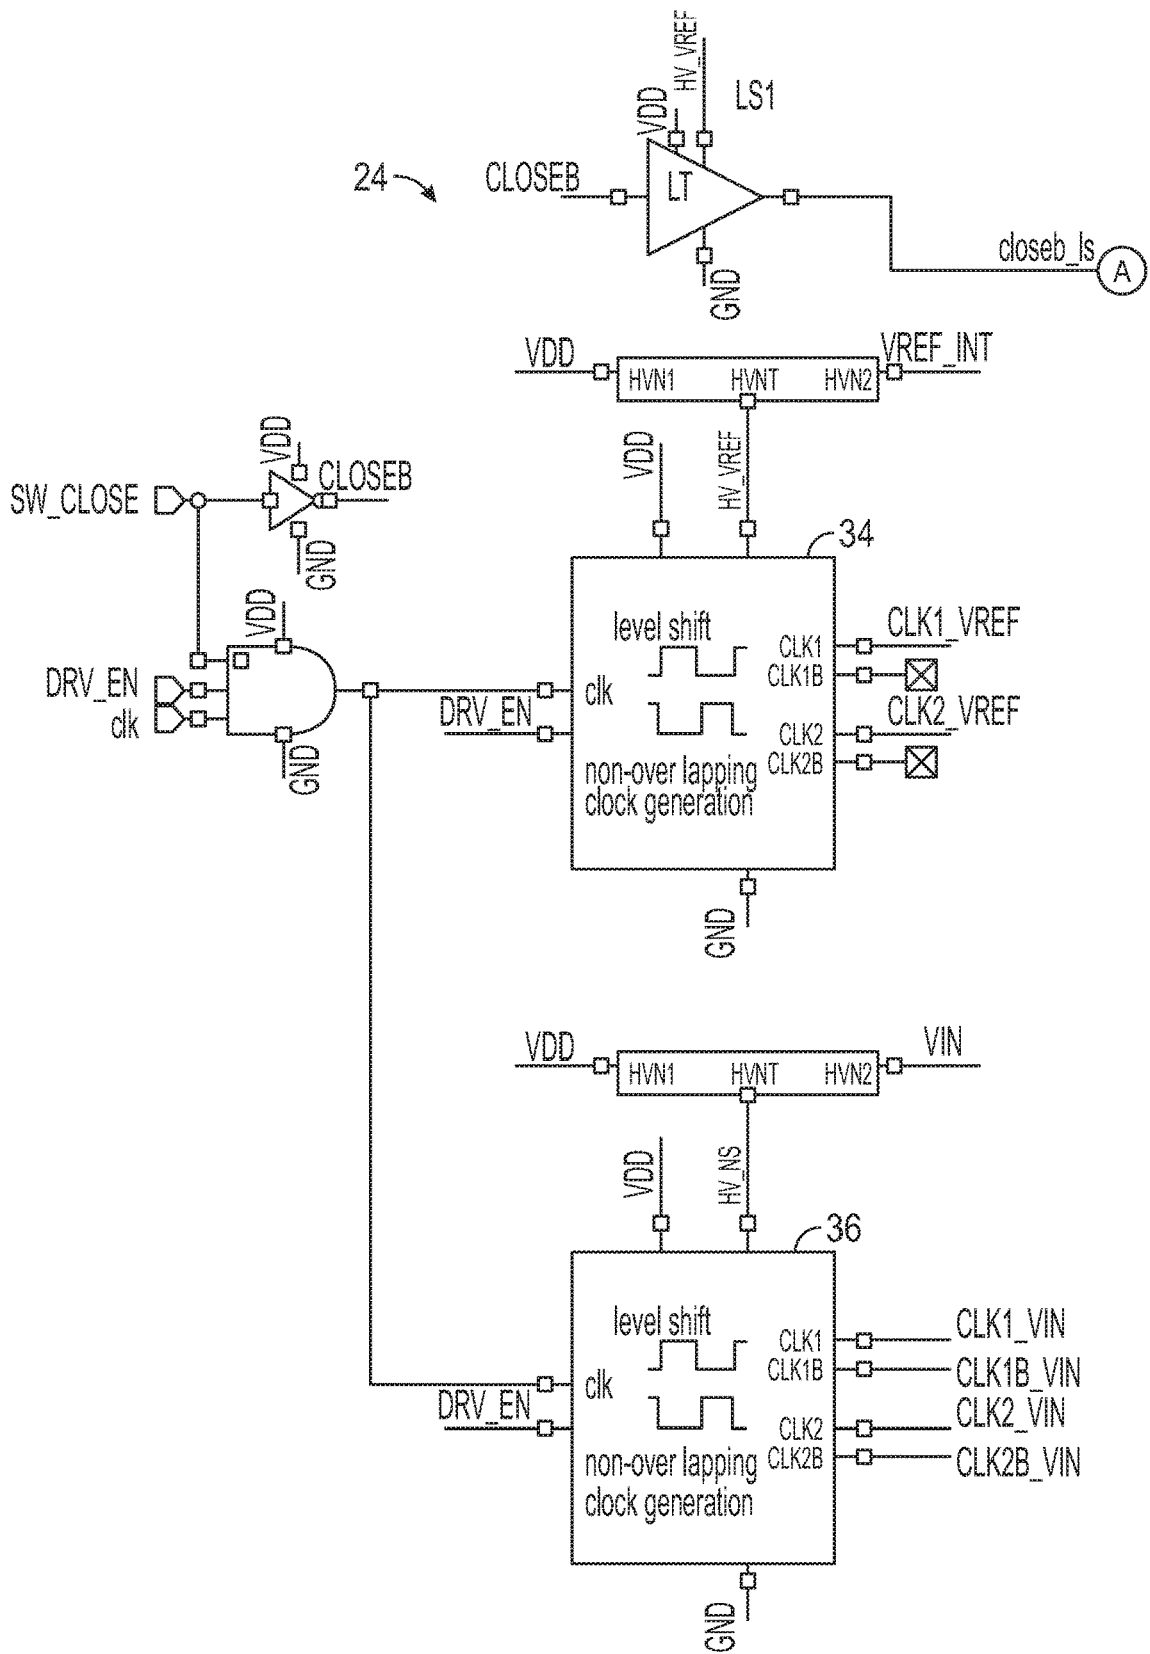 HV_VREF
VDD
LS1
24
CLOSEB
LT
GND
closeb_ls
A
VDD
HVN1
HVNT
HVN2
VREF_INT
VDD
HV_VREF
SW_CLOSE
VDD
CLOSEB
GND
34
VDD
DRV_EN
clk
GND
level shift
clk
DRV_EN
non-over lapping
clock generation
CLK1
CLK1B
CLK2
CLK2B
CLK1_VREF
CLK2_VREF
GND
VDD
HVN1
HVNT
HVN2
VIN
VDD
HV_NS
36
level shift
clk
DRV_EN
non-over lapping
clock generation
CLK1
CLK1B
CLK2
CLK2B
CLK1_VIN
CLK1B_VIN
CLK2_VIN
CLK2B_VIN
GND